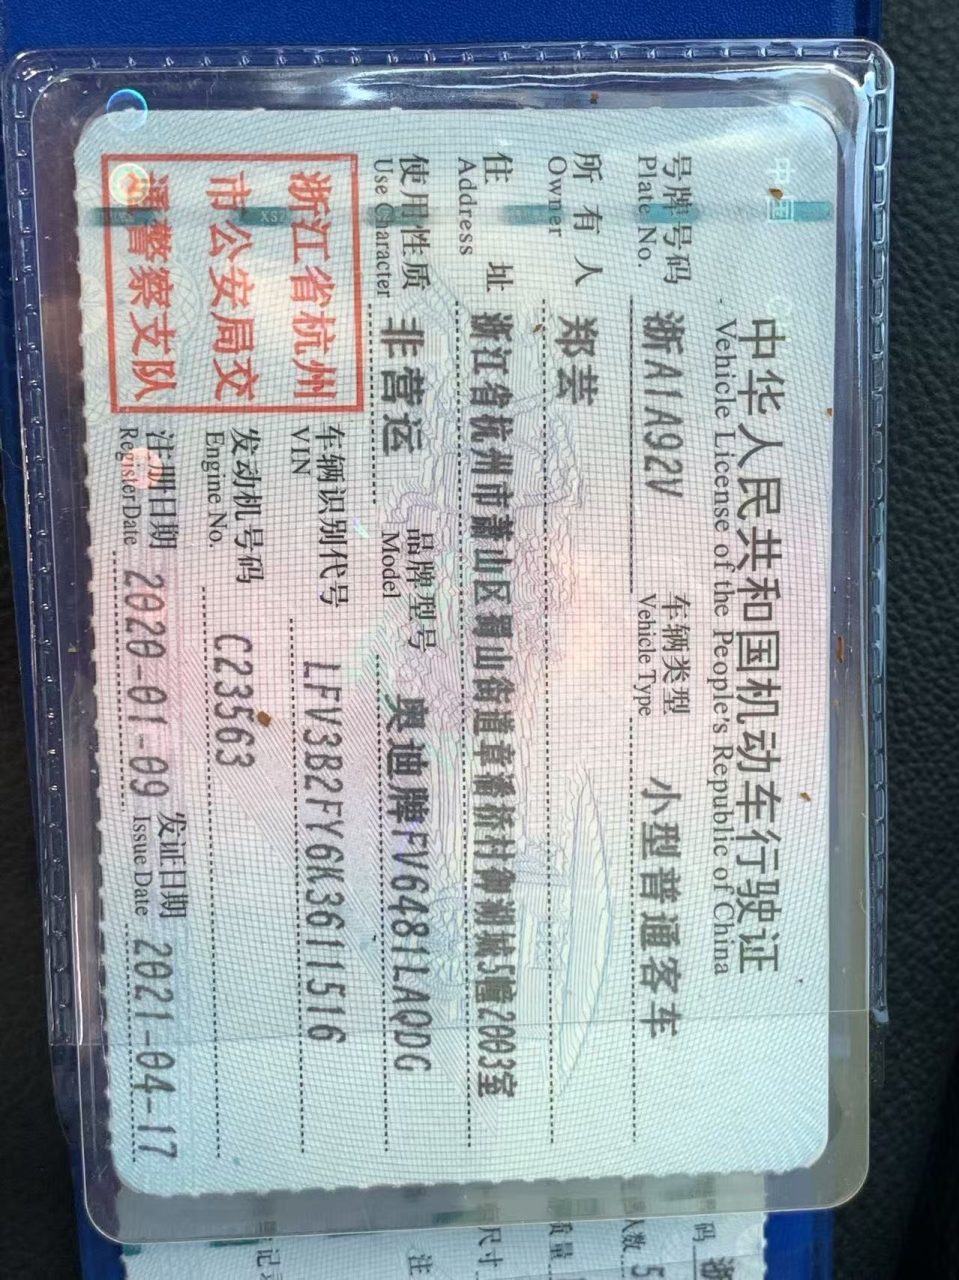 中华人民共和国机动车行驶证
Vehicle License of the People's Republic of China
号牌号码 浙A1A92V 车辆类型 小型普通客车
Plate No. Vehicle Type
所有人 郑芸
Owner
住址 浙江省杭州市萧山区蜀山街道章潘桥村御湖城5幢2003室
Address
使用性质 非营运 品牌型号 奥迪牌FV6481LAQDG
Use Character Model
浙江省杭州
市公安局交
通警察支队
车辆识别代号 LFV3B2FY6K3611516
VIN
发动机号码 C23563
Engine No.
注册日期 2020-01-09 发证日期 2021-04-17
Register Date Issue Date